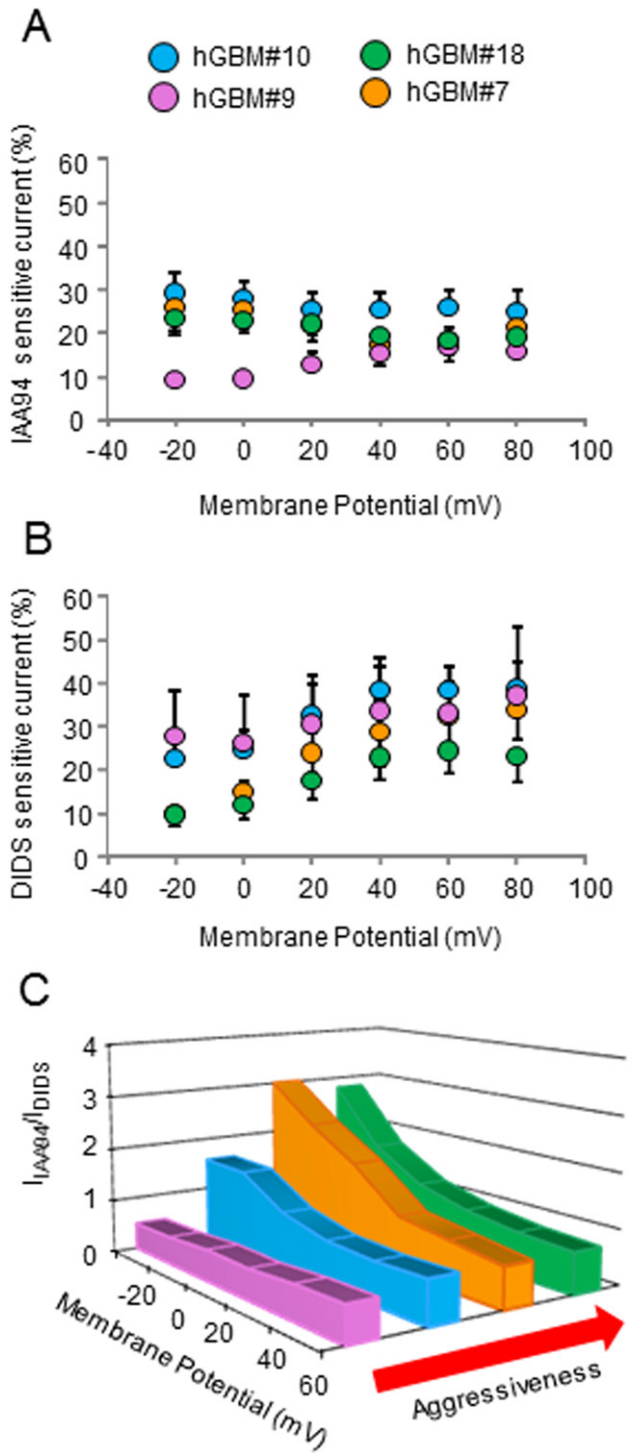 A
hGBM#10 hGBM#18
hGBM#9 hGBM#7
IAA94 sensitive current (%)
60
50
40
30
20
10
0
-40 -20 0 20 40 60 80 100
Membrane Potential (mV)
B
DIDS sensitive current (%)
60
50
40
30
20
10
0
-40 -20 0 20 40 60 80 100
Membrane Potential (mV)
C
I_IAA94/I_DIDS
4
3
2
1
0
-20
0
20
40
60
Membrane Potential (mV)
Aggressiveness